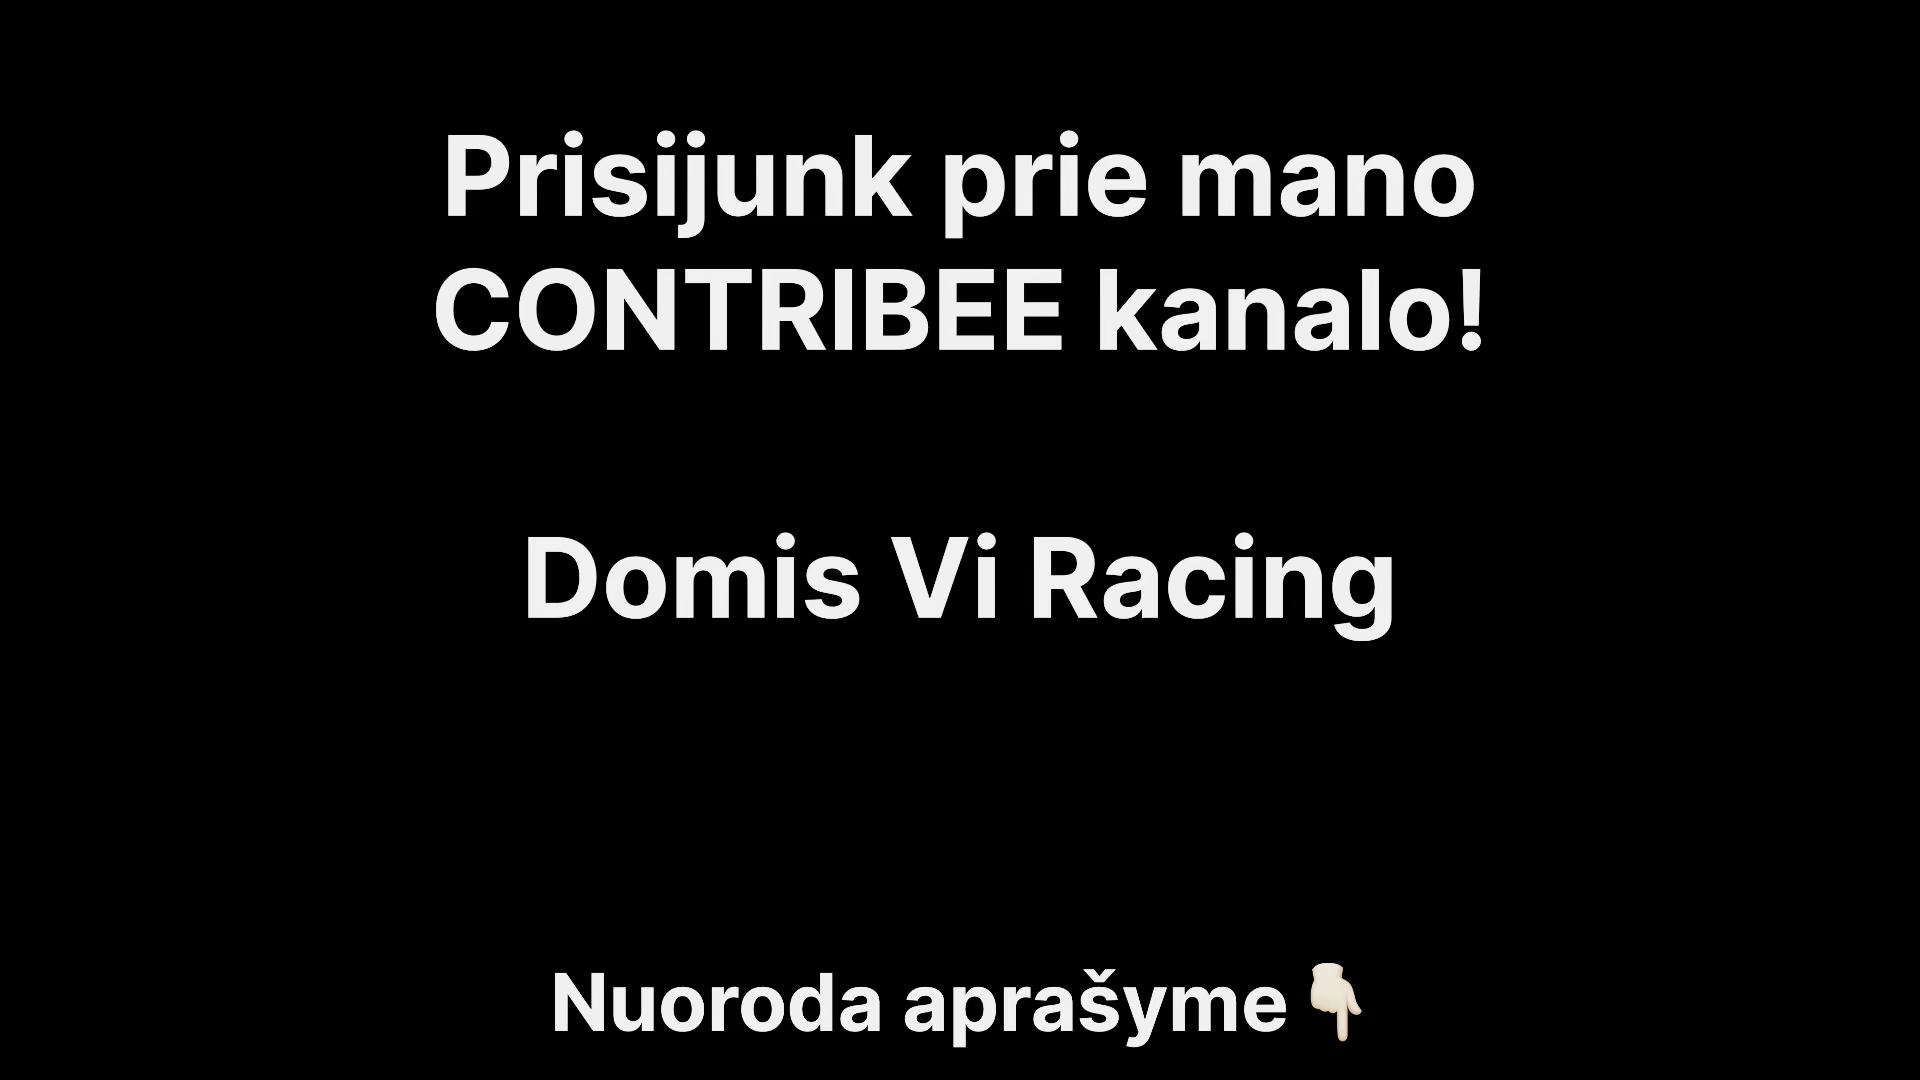 Prisijunk prie mano
CONTRIBEE kanalo!
Domis Vi Racing
Nuoroda aprašyme👇🏻